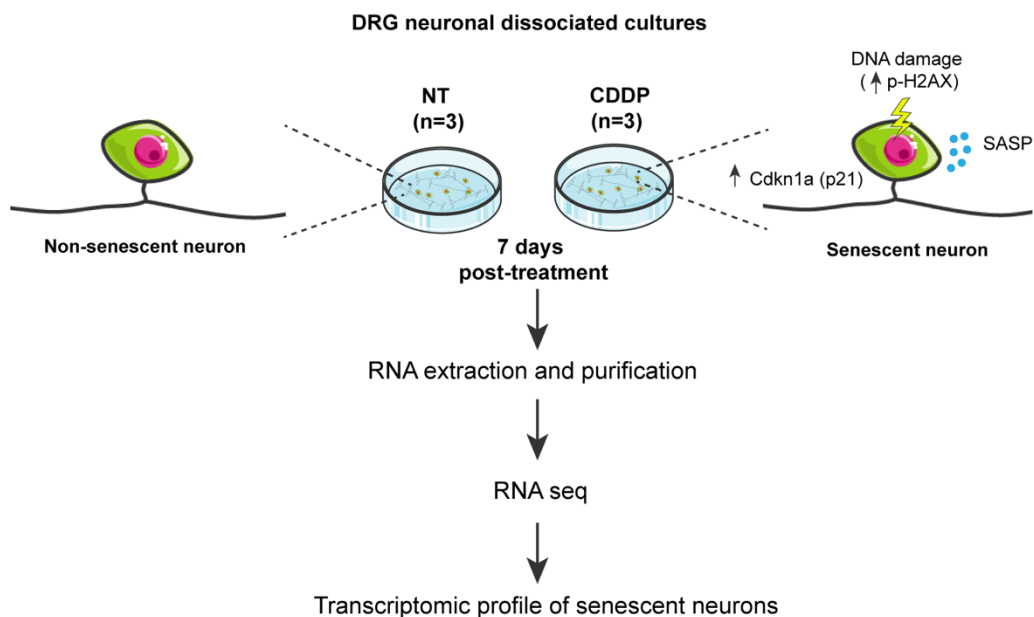 DRG neuronal dissociated cultures
NT
(n=3)
CDDP
(n=3)
DNA damage
(↑ p-H2AX)
SASP
↑ Cdkn1a (p21)
Non-senescent neuron
Senescent neuron
7 days
post-treatment
RNA extraction and purification
RNA seq
Transcriptomic profile of senescent neurons